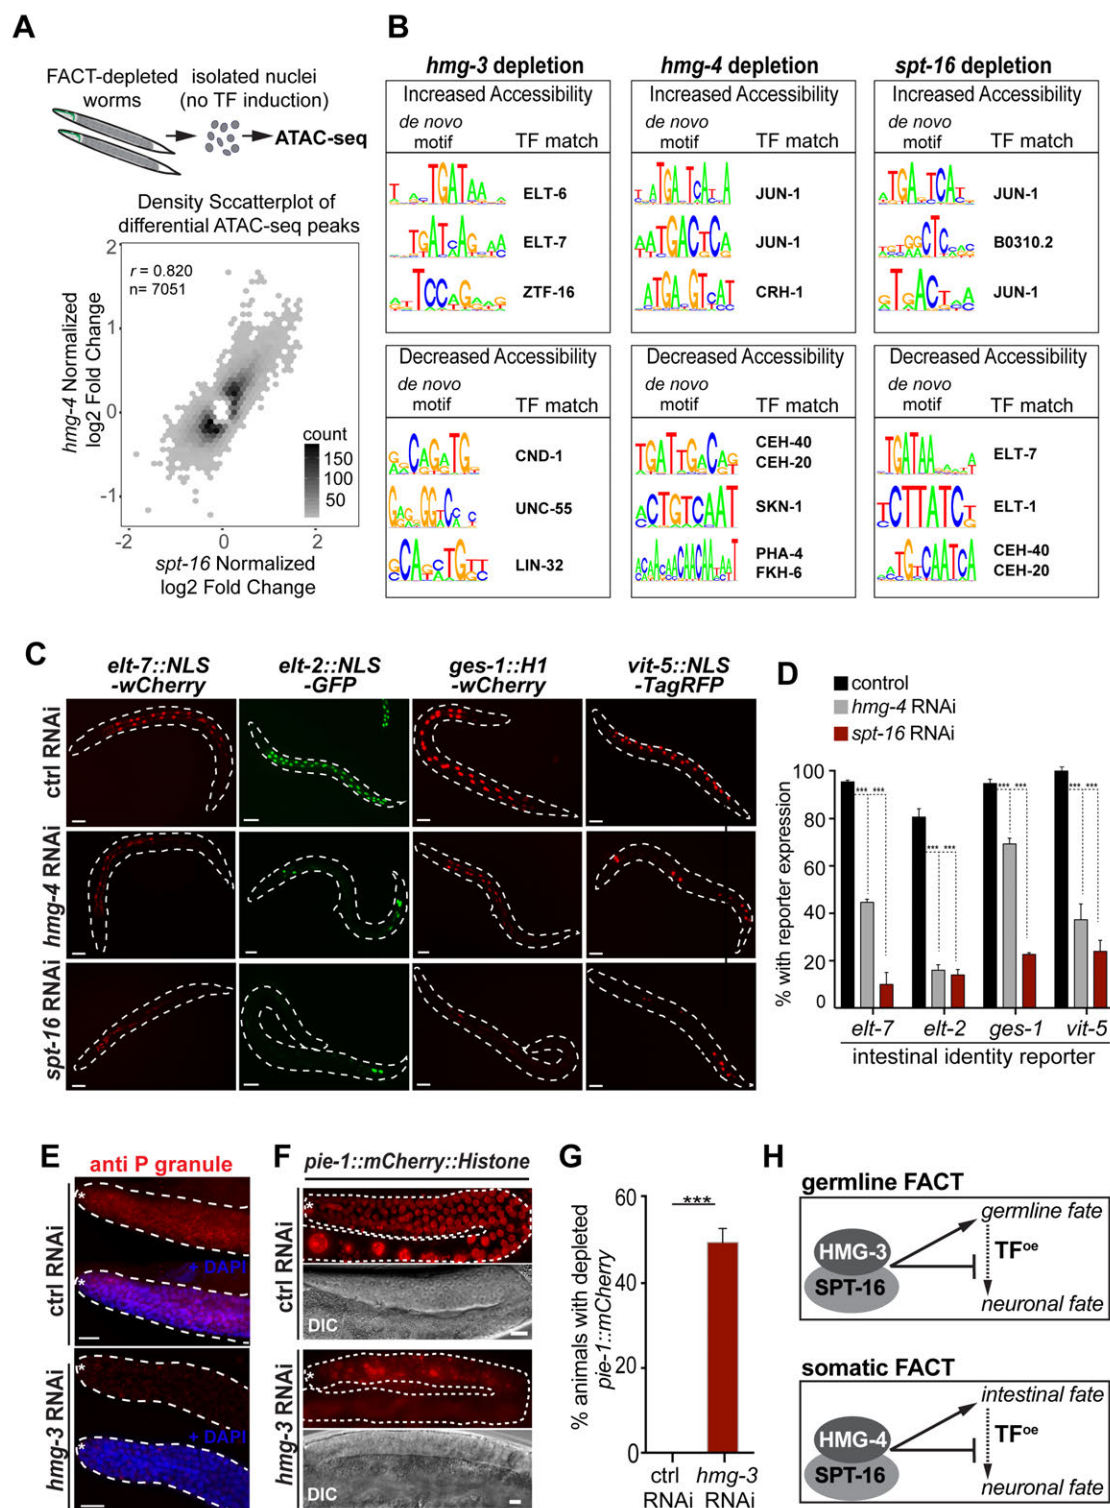 A
FACT-depleted worms
isolated nuclei (no TF induction)
ATAC-seq
Density Sccatterplot of
differential ATAC-seq peaks
r = 0.820
n= 7051
hmg-4 Normalized
log2 Fold Change
2
1
0
-1
count
150
100
50
-2 0 2
spt-16 Normalized
log2 Fold Change
B
hmg-3 depletion
Increased Accessibility
de novo motif
TF match
ELT-6
ELT-7
ZTF-16
Decreased Accessibility
de novo motif
TF match
CND-1
UNC-55
LIN-32
hmg-4 depletion
Increased Accessibility
de novo motif
TF match
JUN-1
JUN-1
CRH-1
Decreased Accessibility
de novo motif
TF match
CEH-40
CEH-20
SKN-1
PHA-4
FKH-6
spt-16 depletion
Increased Accessibility
de novo motif
TF match
JUN-1
B0310.2
JUN-1
Decreased Accessibility
de novo motif
TF match
ELT-7
ELT-1
CEH-40
CEH-20
C
elt-7::NLS
-wCherry
elt-2::NLS
-GFP
ges-1::H1
-wCherry
vit-5::NLS
-TagRFP
ctrl RNAi
hmg-4 RNAi
spt-16 RNAi
D
control
hmg-4 RNAi
spt-16 RNAi
% with reporter expression
100
80
60
40
20
0
*** ***
*** ***
*** ***
*** ***
elt-7 elt-2 ges-1 vit-5
intestinal identity reporter
E
anti P granule
ctrl RNAi
*
+ DAPI
*
hmg-3 RNAi
*
+ DAPI
*
F
pie-1::mCherry::Histone
ctrl RNAi
*
DIC
hmg-3 RNAi
*
DIC
G
% animals with depleted
pie-1::mCherry
60
40
20
0
***
ctrl RNAi
hmg-3 RNAi
H
germline FACT
HMG-3
SPT-16
germline fate
TFoe
neuronal fate
somatic FACT
HMG-4
SPT-16
intestinal fate
TFoe
neuronal fate